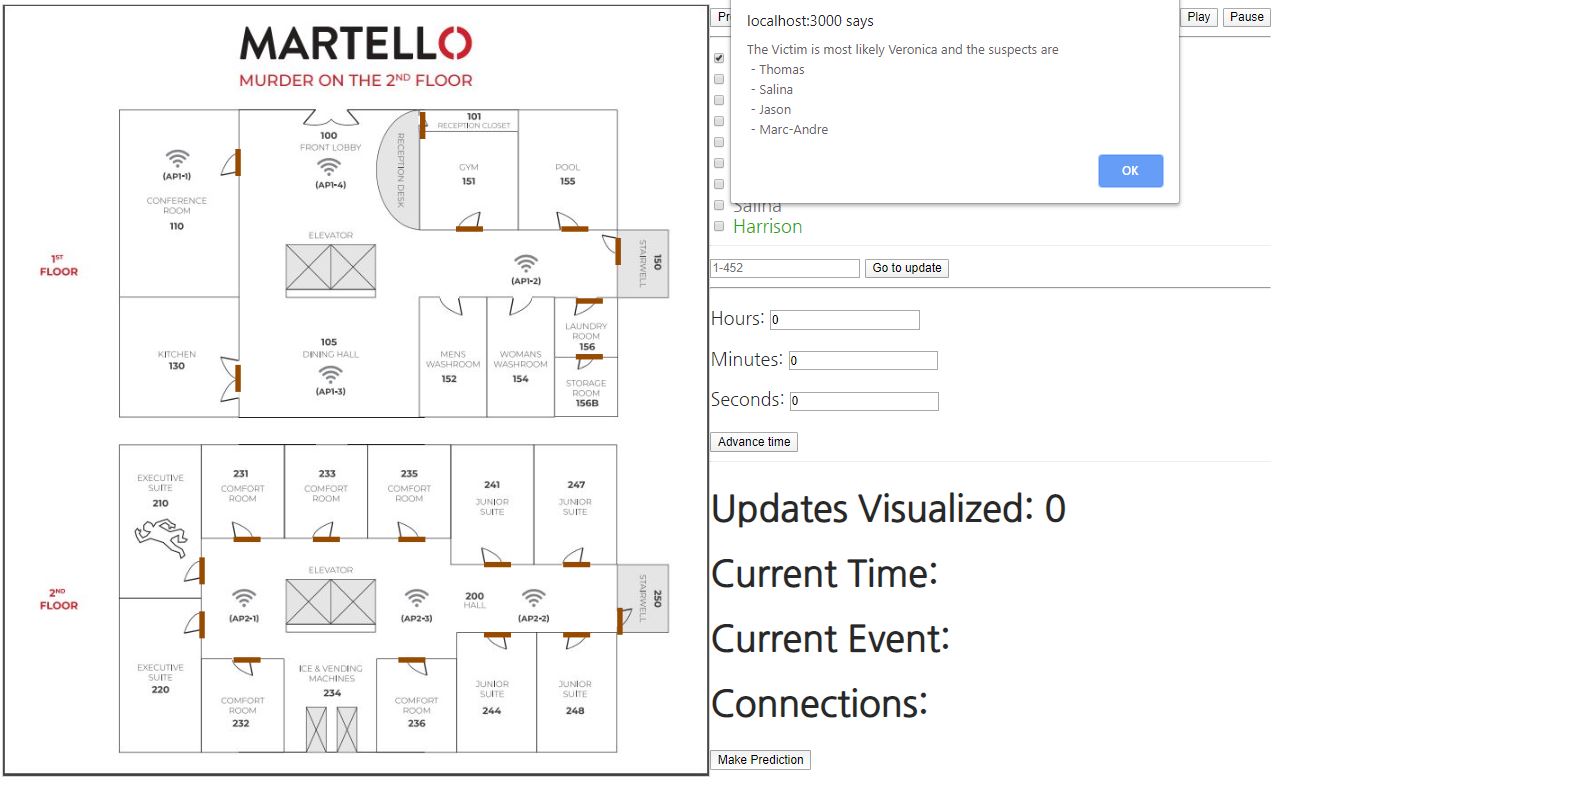 MARTELLO
MURDER ON THE 2ND FLOOR
101
RECEPTION CLOSET
100
FRONT LOBBY
(AP1-4)
RECEPTION DESK
(AP1-1)
CONFERENCE
ROOM
110
GYM
151
POOL
155
ELEVATOR
1ST
FLOOR
(AP1-2)
STAIRWELL
150
KITCHEN
130
105
DINING HALL
(AP1-3)
MENS
WASHROOM
152
WOMANS
WASHROOM
154
LAUNDRY
ROOM
156
STORAGE
ROOM
156B
EXECUTIVE
SUITE
210
231
COMFORT
ROOM
233
COMFORT
ROOM
235
COMFORT
ROOM
241
JUNIOR
SUITE
247
JUNIOR
SUITE
ELEVATOR
2ND
FLOOR
(AP2-1)
(AP2-3)
200
HALL
(AP2-2)
STAIRWELL
250
EXECUTIVE
SUITE
220
COMFORT
ROOM
232
ICE & VENDING
MACHINES
234
COMFORT
ROOM
236
JUNIOR
SUITE
244
JUNIOR
SUITE
248
Play Pause
localhost:3000 says
The Victim is most likely Veronica and the suspects are
- Thomas
- Salina
- Jason
- Marc-Andre
OK
Salina
Harrison
1-452 Go to update
Hours: 0
Minutes: 0
Seconds: 0
Advance time
Updates Visualized: 0
Current Time:
Current Event:
Connections:
Make Prediction